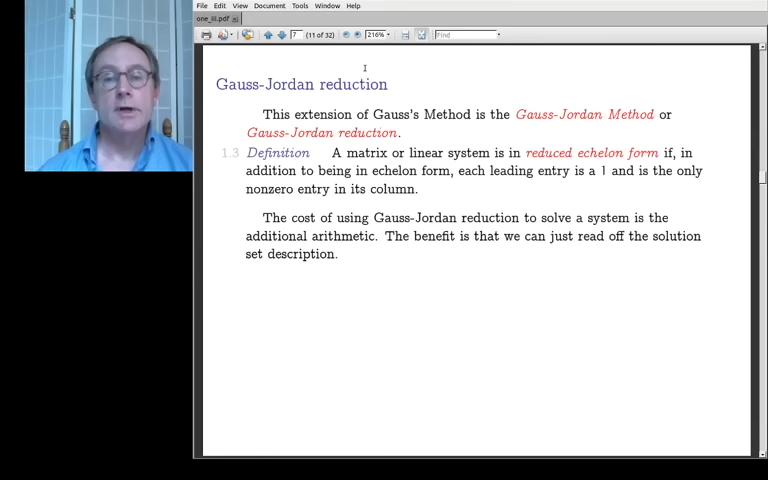 File Edit View Document Tools Window Help
one_iii.pdf
7 (11 of 32) 216% Find
Gauss-Jordan reduction
This extension of Gauss's Method is the Gauss-Jordan Method or
Gauss-Jordan reduction.
1.3 Definition A matrix or linear system is in reduced echelon form if, in
addition to being in echelon form, each leading entry is a 1 and is the only
nonzero entry in its column.
The cost of using Gauss-Jordan reduction to solve a system is the
additional arithmetic. The benefit is that we can just read off the solution
set description.